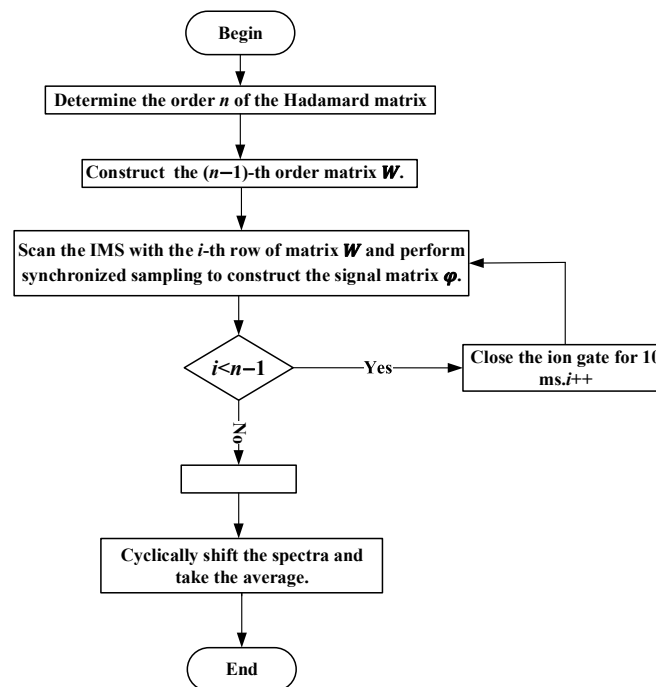 Begin
Determine the order n of the Hadamard matrix
Construct the (n−1)-th order matrix W.
Scan the IMS with the i-th row of matrix W and perform
synchronized sampling to construct the signal matrix φ.
i<n−1
Yes
Close the ion gate for 10
ms.i++
No
Cyclically shift the spectra and
take the average.
End